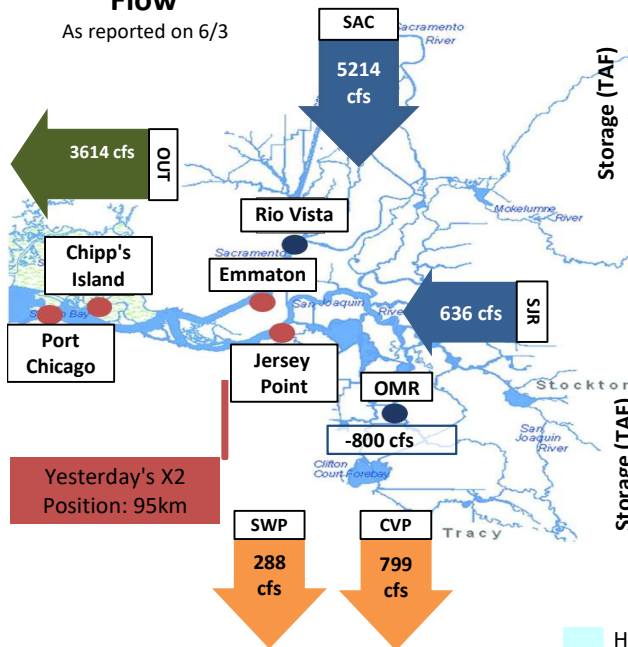 Flow
As reported on 6/3
SAC
5214
cfs
Sacramento
River
Storage (TAF)
3614 cfs
OUT
Mokelumne
River
Rio Vista
Sacramento
Chipp's
Island
Emmaton
San Joaquin
River
636 cfs
SJR
Port
Chicago
Jersey
Point
OMR
Stockton
-800 cfs
San
Joaquin
River
Storage (TAF)
Clifton
Court Forebay
Yesterday's X2
Position: 95km
SWP
CVP
Tracy
288
cfs
799
cfs
H